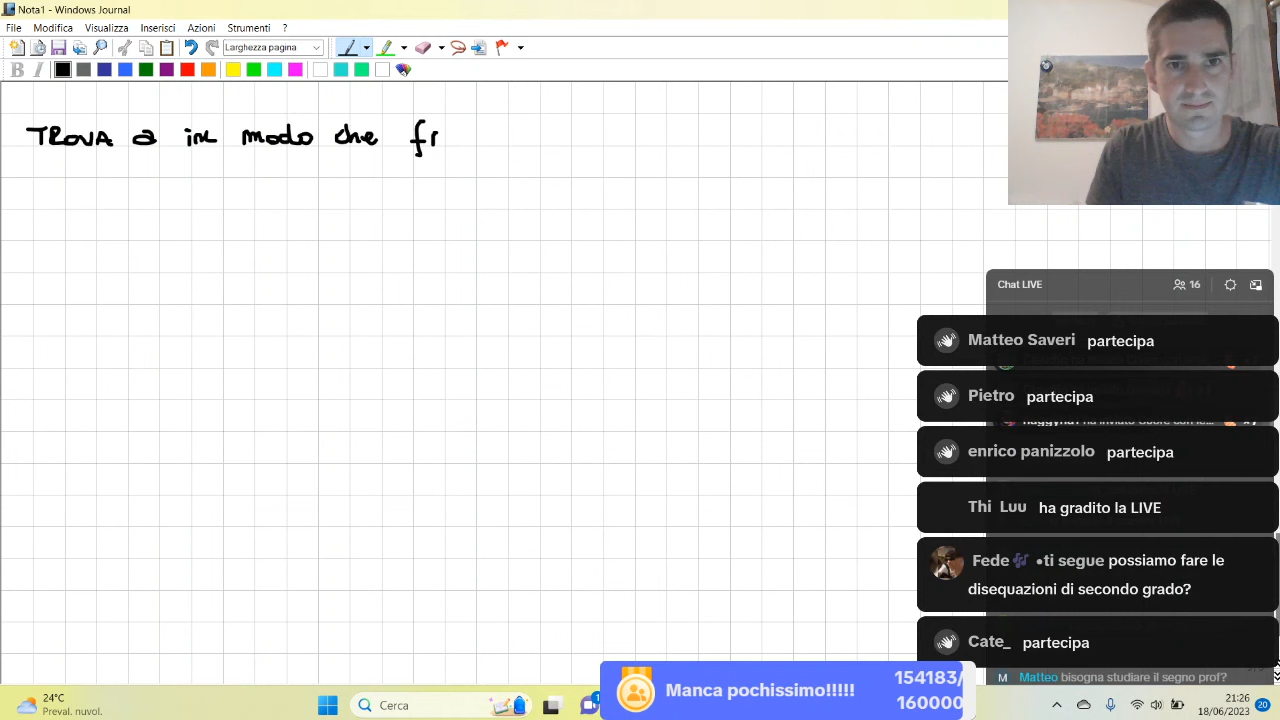 Nota1 - Windows Journal
File Modifica Visualizza Inserisci Azioni Strumenti ?
Larghezza pagina
B I
TROVA a in modo che f
Chat LIVE 16
Matteo Saveri partecipa
Pietro partecipa
enrico panizzolo partecipa
Thi Luu ha gradito la LIVE
Fede •ti segue possiamo fare le
disequazioni di secondo grado?
Cate_ partecipa
M Matteo bisogna studiare il segno prof?
Manca pochissimo!!!!! 154183/
160000
24°C
Preval. nuvol.
Cerca
1
21:26
18/06/2023
20